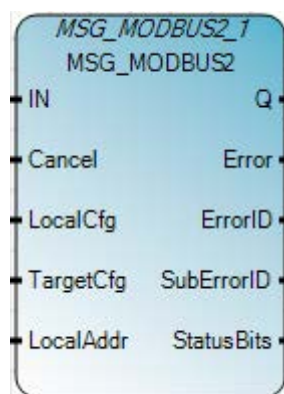 MSG_MODBUS2_1
MSG_MODBUS2
IN Q
Cancel Error
LocalCfg ErrorID
TargetCfg SubErrorID
LocalAddr StatusBits